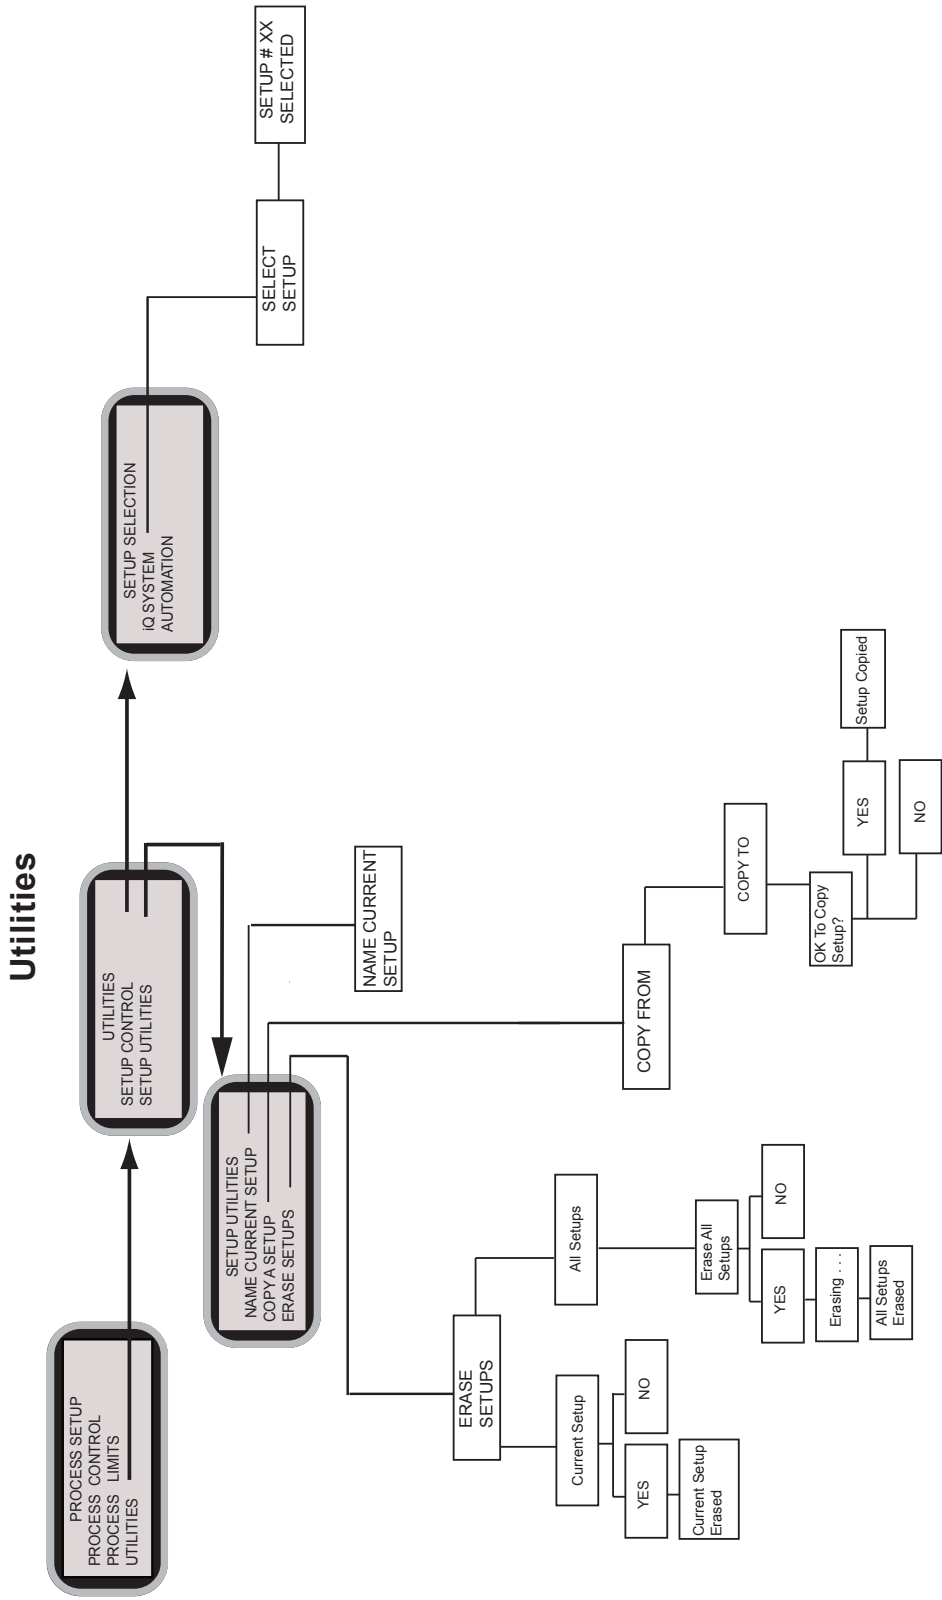 Utilities
PROCESS SETUP
PROCESS CONTROL
PROCESS LIMITS
UTILITIES
UTILITIES
SETUP CONTROL
SETUP UTILITIES
SETUP SELECTION
iQ SYSTEM
AUTOMATION
SELECT
SETUP
SETUP # XX
SELECTED
SETUP UTILITIES
NAME CURRENT SETUP
COPY A SETUP
ERASE SETUPS
NAME CURRENT
SETUP
COPY FROM
COPY TO
OK To Copy
Setup?
YES
Setup Copied
NO
ERASE
SETUPS
Current Setup
YES
NO
Current Setup
Erased
All Setups
Erase All
Setups
YES
NO
Erasing . . .
All Setups
Erased